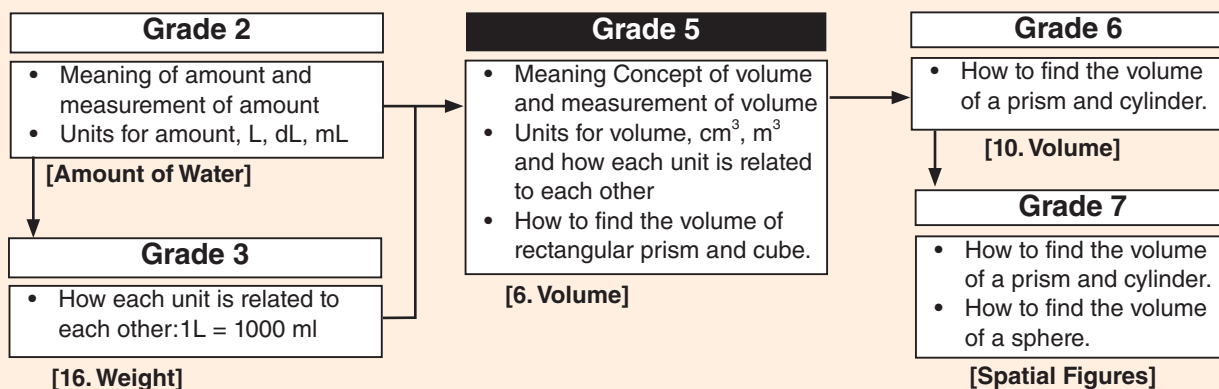 Grade 2
• Meaning of amount and
measurement of amount
• Units for amount, L, dL, mL
[Amount of Water]
Grade 3
• How each unit is related to
each other:1L = 1000 ml
[16. Weight]
Grade 5
• Meaning Concept of volume
and measurement of volume
• Units for volume, cm³, m³
and how each unit is related
to each other
• How to find the volume of
rectangular prism and cube.
[6. Volume]
Grade 6
• How to find the volume
of a prism and cylinder.
[10. Volume]
Grade 7
• How to find the volume
of a prism and cylinder.
• How to find the volume
of a sphere.
[Spatial Figures]